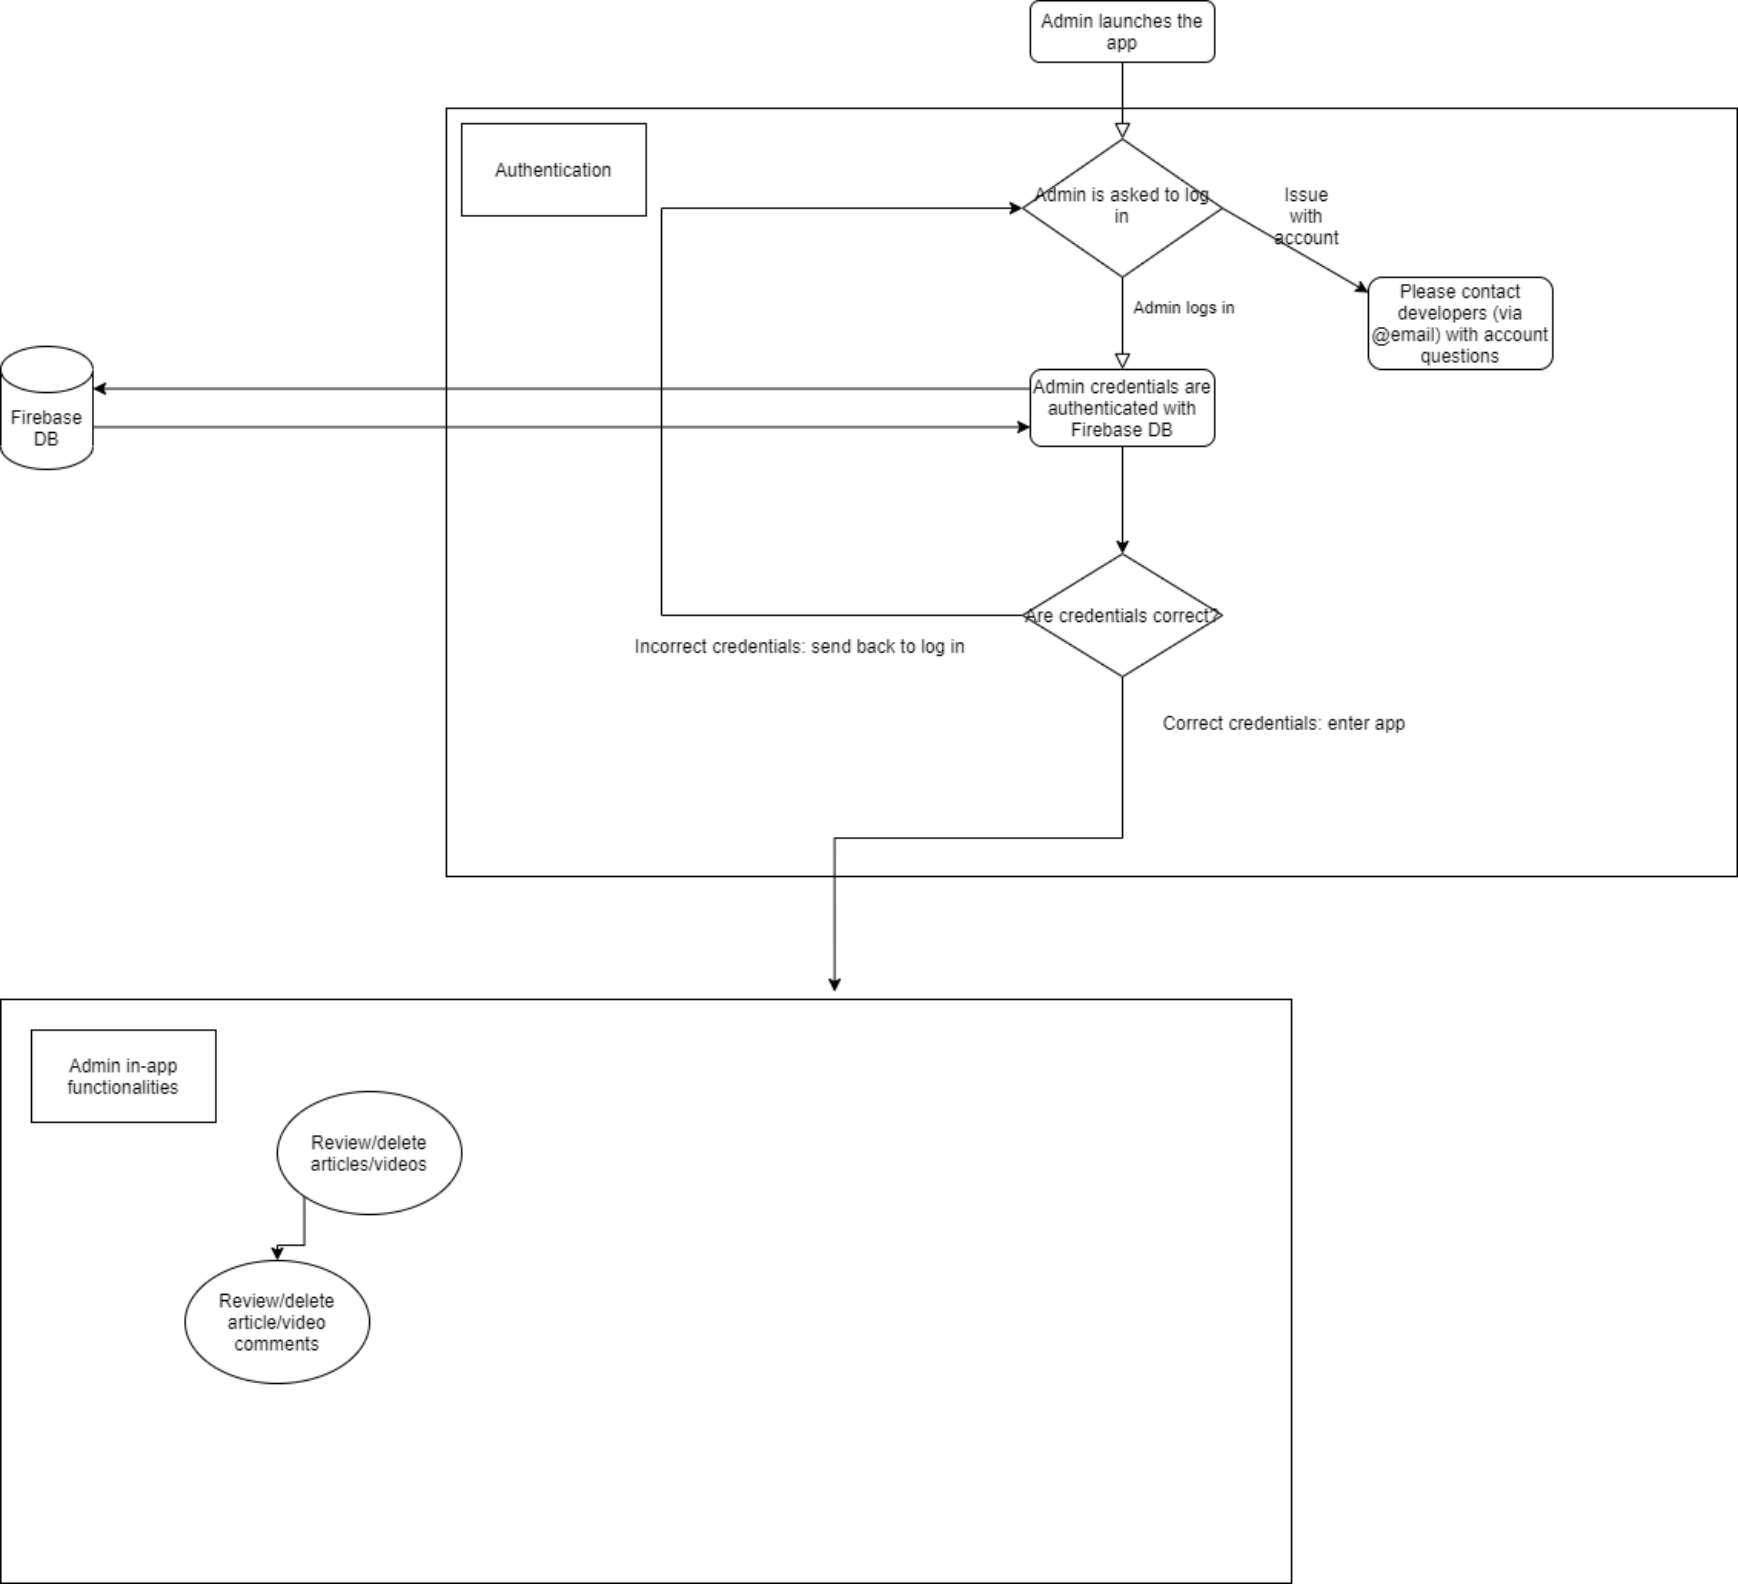 Admin launches the
app
Authentication
Admin is asked to log
in
Issue
with
account
Admin logs in
Please contact
developers (via
@email) with account
questions
Firebase
DB
Admin credentials are
authenticated with
Firebase DB
Are credentials correct?
Incorrect credentials: send back to log in
Correct credentials: enter app
Admin in-app
functionalities
Review/delete
articles/videos
Review/delete
article/video
comments